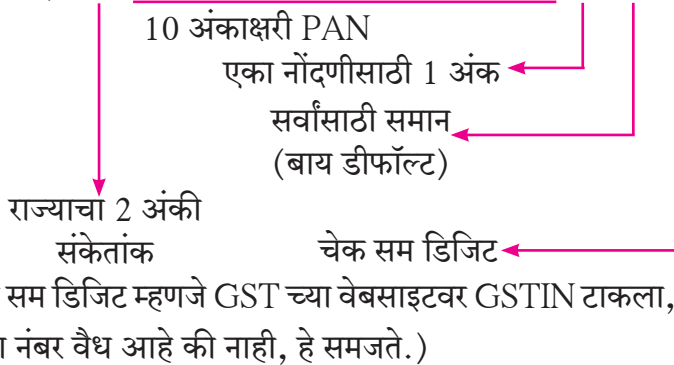 10 अंकाक्षरी PAN
एका नोंदणीसाठी 1 अंक
सर्वांसाठी समान
(बाय डीफॉल्ट)
राज्याचा 2 अंकी
संकेतांक
चेक सम डिजिट
सम डिजिट म्हणजे GST च्या वेबसाइटवर GSTIN टाकला,
नंबर वैध आहे की नाही, हे समजते.)